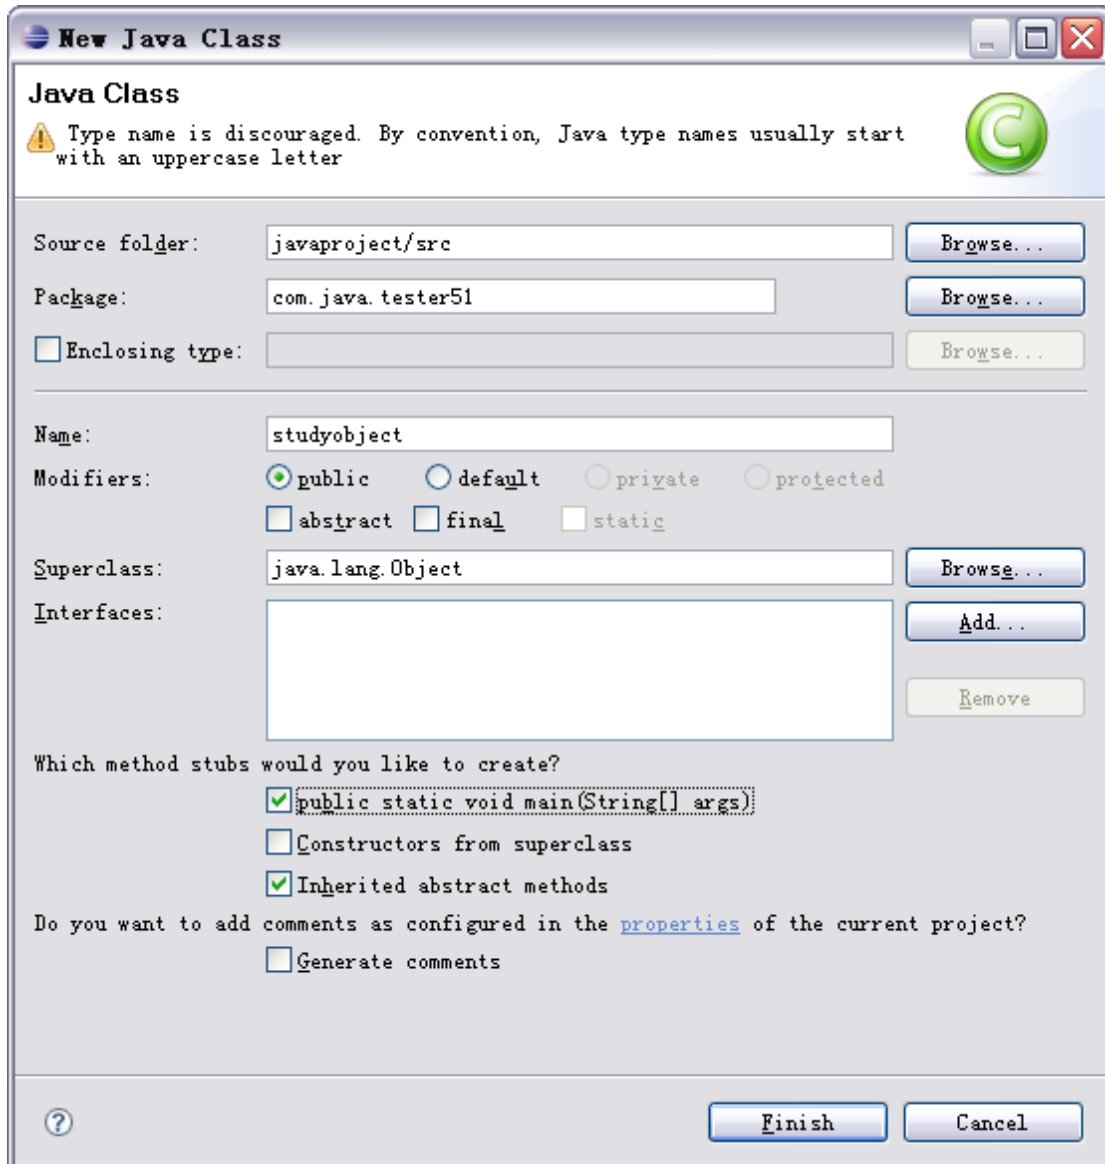 New Java Class
Java Class
Type name is discouraged. By convention, Java type names usually start
with an uppercase letter
C
Source folder: javaproject/src Browse...
Package: com.java.tester51 Browse...
Enclosing type: Browse...
Name: studyobject
Modifiers: public default private protected
abstract final static
Superclass: java.lang.Object Browse...
Interfaces: Add...
Remove
Which method stubs would you like to create?
public static void main(String[] args)
Constructors from superclass
Inherited abstract methods
Do you want to add comments as configured in the properties of the current project?
Generate comments
? Finish Cancel